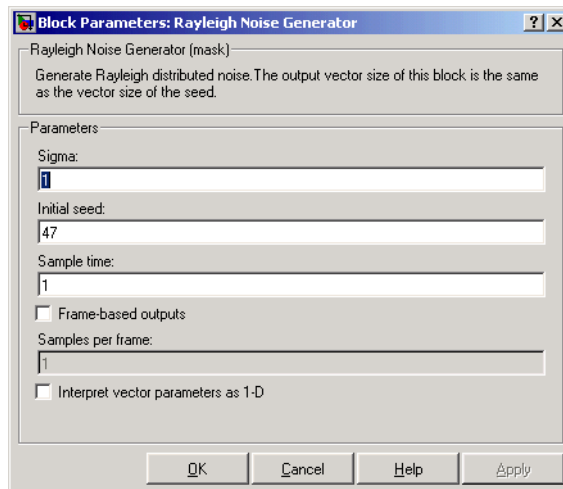 Block Parameters: Rayleigh Noise Generator
Rayleigh Noise Generator (mask)
Generate Rayleigh distributed noise.The output vector size of this block is the same
as the vector size of the seed.
Parameters
Sigma:
1
Initial seed:
47
Sample time:
1
Frame-based outputs
Samples per frame:
1
Interpret vector parameters as 1-D
OK Cancel Help Apply